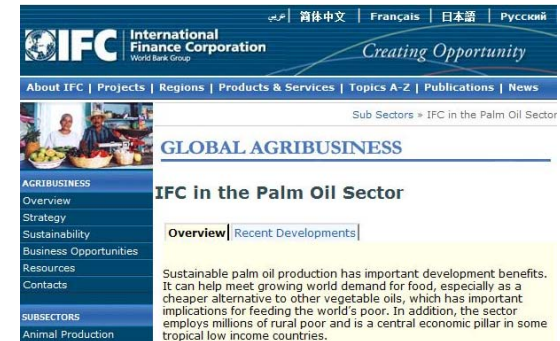 عربي | 简体中文 | Français | 日本語 | Русский
IFC
International
Finance Corporation
World Bank Group
Creating Opportunity
About IFC | Projects | Regions | Products & Services | Topics A-Z | Publications | News
Sub Sectors » IFC in the Palm Oil Sector
GLOBAL AGRIBUSINESS
AGRIBUSINESS
Overview
Strategy
Sustainability
Business Opportunities
Resources
Contacts
SUBSECTORS
Animal Production
IFC in the Palm Oil Sector
Overview | Recent Developments |
Sustainable palm oil production has important development benefits.
It can help meet growing world demand for food, especially as a
cheaper alternative to other vegetable oils, which has important
implications for feeding the world's poor. In addition, the sector
employs millions of rural poor and is a central economic pillar in some
tropical low income countries.